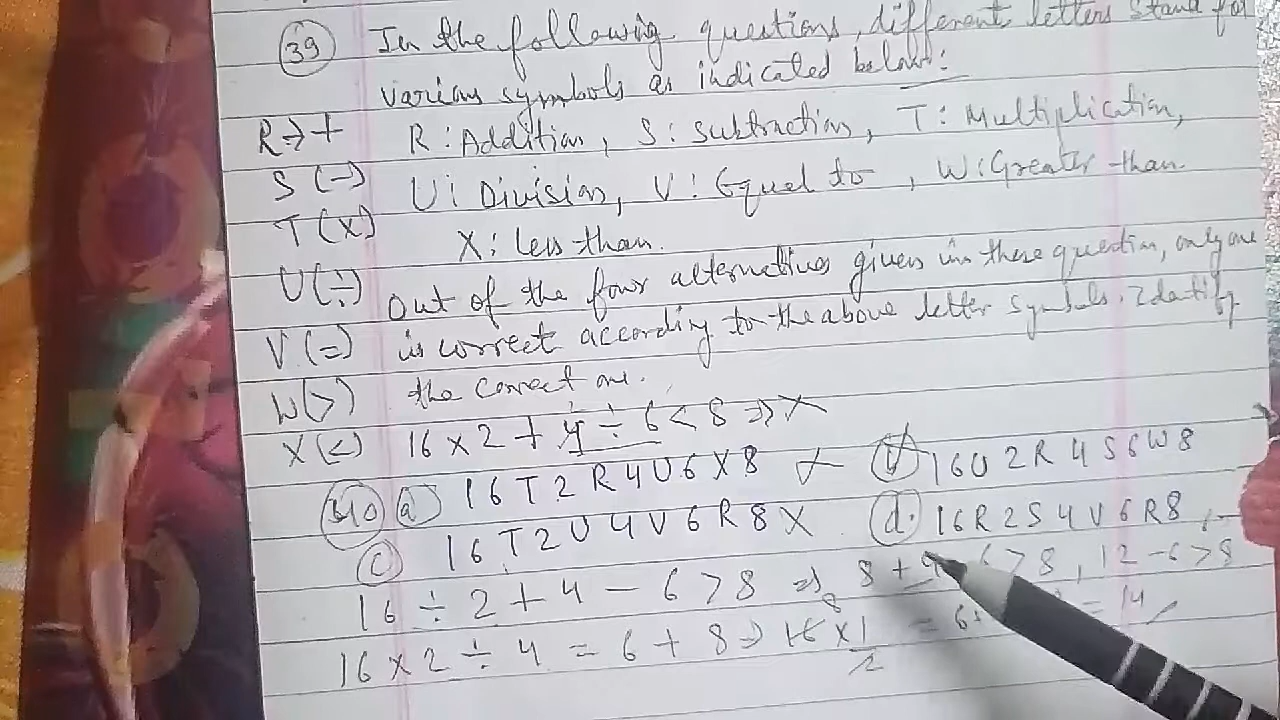 39 In the following questions, different letters stand for
various symbols as indicated below:
R→+ R: Addition, S: Subtraction, T: Multiplication,
S (-) U: Division, V: Equal to, W: Greater than
T (×) X: less than.
U (÷) Out of the four alternatives given in these question, only one
V (=) is correct according to the above letter symbols. Identify
W (>) the correct one.
X (<) 16 × 2 + 4 ÷ 6 < 8 ⇒ ×
310 a 16 T 2 R 4 U 6 X 8 × b 16 U 2 R 4 S 6 W 8
c 16 T 2 U 4 V 6 R 8 X d. 16 R 2 S 4 V 6 R 8
16 ÷ 2 + 4 - 6 > 8 ⇒ 8 + 4 - 6 > 8, 12 - 6 > 8
16 × 2 ÷ 4 = 6 + 8 ⇒ 16 × 1/2 = 6+ = 14